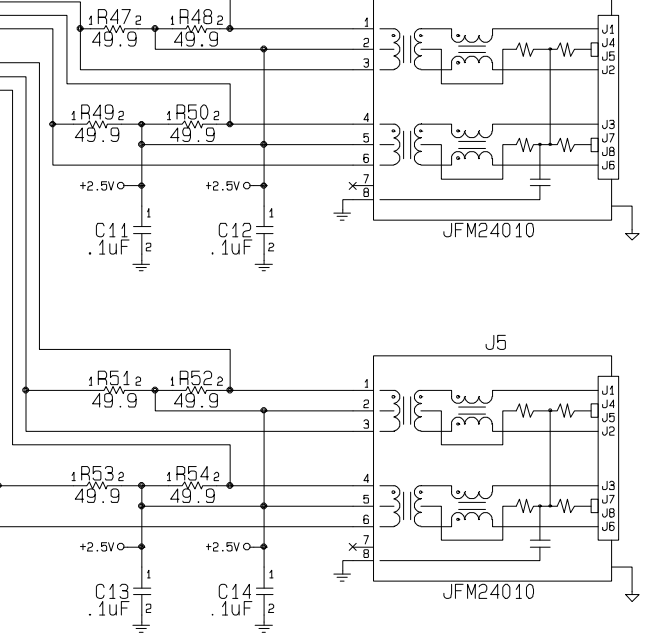 1 R47 2 1 R48 2 1 J1
49.9 49.9 2 J4
J5
3 J2
1 R49 2 1 R50 2 4 J3
49.9 49.9 5 J7
J8
6 J6
+2.5V +2.5V 7
8
1 1
C11 C12 JFM24010
.1uF 2 .1uF 2
J5
1 R51 2 1 R52 2 1 J1
49.9 49.9 2 J4
J5
3 J2
1 R53 2 1 R54 2 4 J3
49.9 49.9 5 J7
J8
6 J6
+2.5V +2.5V 7
8
1 1
C13 C14 JFM24010
.1uF 2 .1uF 2